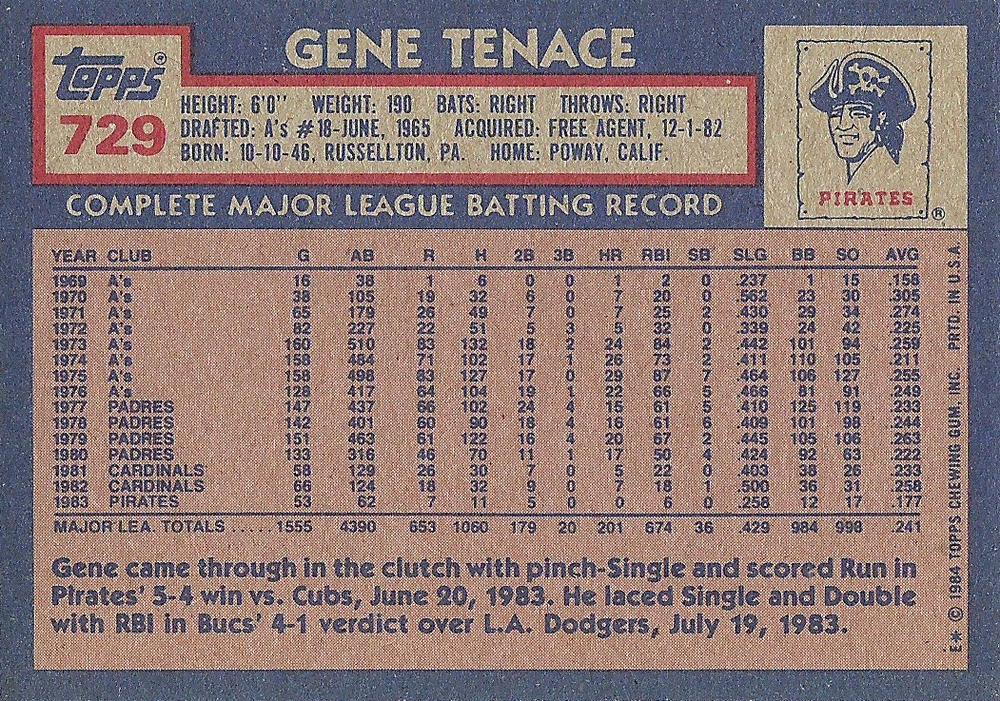 GENE TENACE
Topps®
729
HEIGHT: 6'0" WEIGHT: 190 BATS: RIGHT THROWS: RIGHT
DRAFTED: A's #18-JUNE, 1965 ACQUIRED: FREE AGENT, 12-1-82
BORN: 10-10-46, RUSSELLTON, PA. HOME: POWAY, CALIF.
PIRATES®
COMPLETE MAJOR LEAGUE BATTING RECORD
YEAR CLUB G AB R H 2B 3B HR RBI SB SLG BB SO AVG
1969 A's 16 38 1 6 0 0 1 2 0 .237 1 15 .158
1970 A's 38 105 19 32 6 0 7 20 0 .562 23 30 .305
1971 A's 65 179 26 49 7 0 7 25 2 .430 29 34 .274
1972 A's 82 227 22 51 5 3 5 32 0 .339 24 42 .225
1973 A's 160 510 83 132 18 2 24 84 2 .442 101 94 .259
1974 A's 158 484 71 102 17 1 26 73 2 .411 110 105 .211
1975 A's 158 498 83 127 17 0 29 87 7 .464 106 127 .255
1976 A's 128 417 64 104 19 1 22 66 5 .466 81 91 .249
1977 PADRES 147 437 66 102 24 4 15 61 5 .410 125 119 .233
1978 PADRES 142 401 60 90 18 4 16 61 6 .409 101 98 .244
1979 PADRES 151 463 61 122 16 4 20 67 2 .445 105 106 .263
1980 PADRES 133 316 46 70 11 1 17 50 4 .424 92 63 .222
1981 CARDINALS 58 129 26 30 7 0 5 22 0 .403 38 26 .233
1982 CARDINALS 66 124 18 32 9 0 7 18 1 .500 36 31 .258
1983 PIRATES 53 62 7 11 5 0 0 6 0 .258 12 17 .177
MAJOR LEA. TOTALS ..... 1555 4390 653 1060 179 20 201 674 36 .429 984 998 .241
Gene came through in the clutch with pinch-Single and scored Run in
Pirates' 5-4 win vs. Cubs, June 20, 1983. He laced Single and Double
with RBI in Bucs' 4-1 verdict over L.A. Dodgers, July 19, 1983.
E* © 1984 TOPPS CHEWING GUM, INC. PRTD. IN U.S.A.